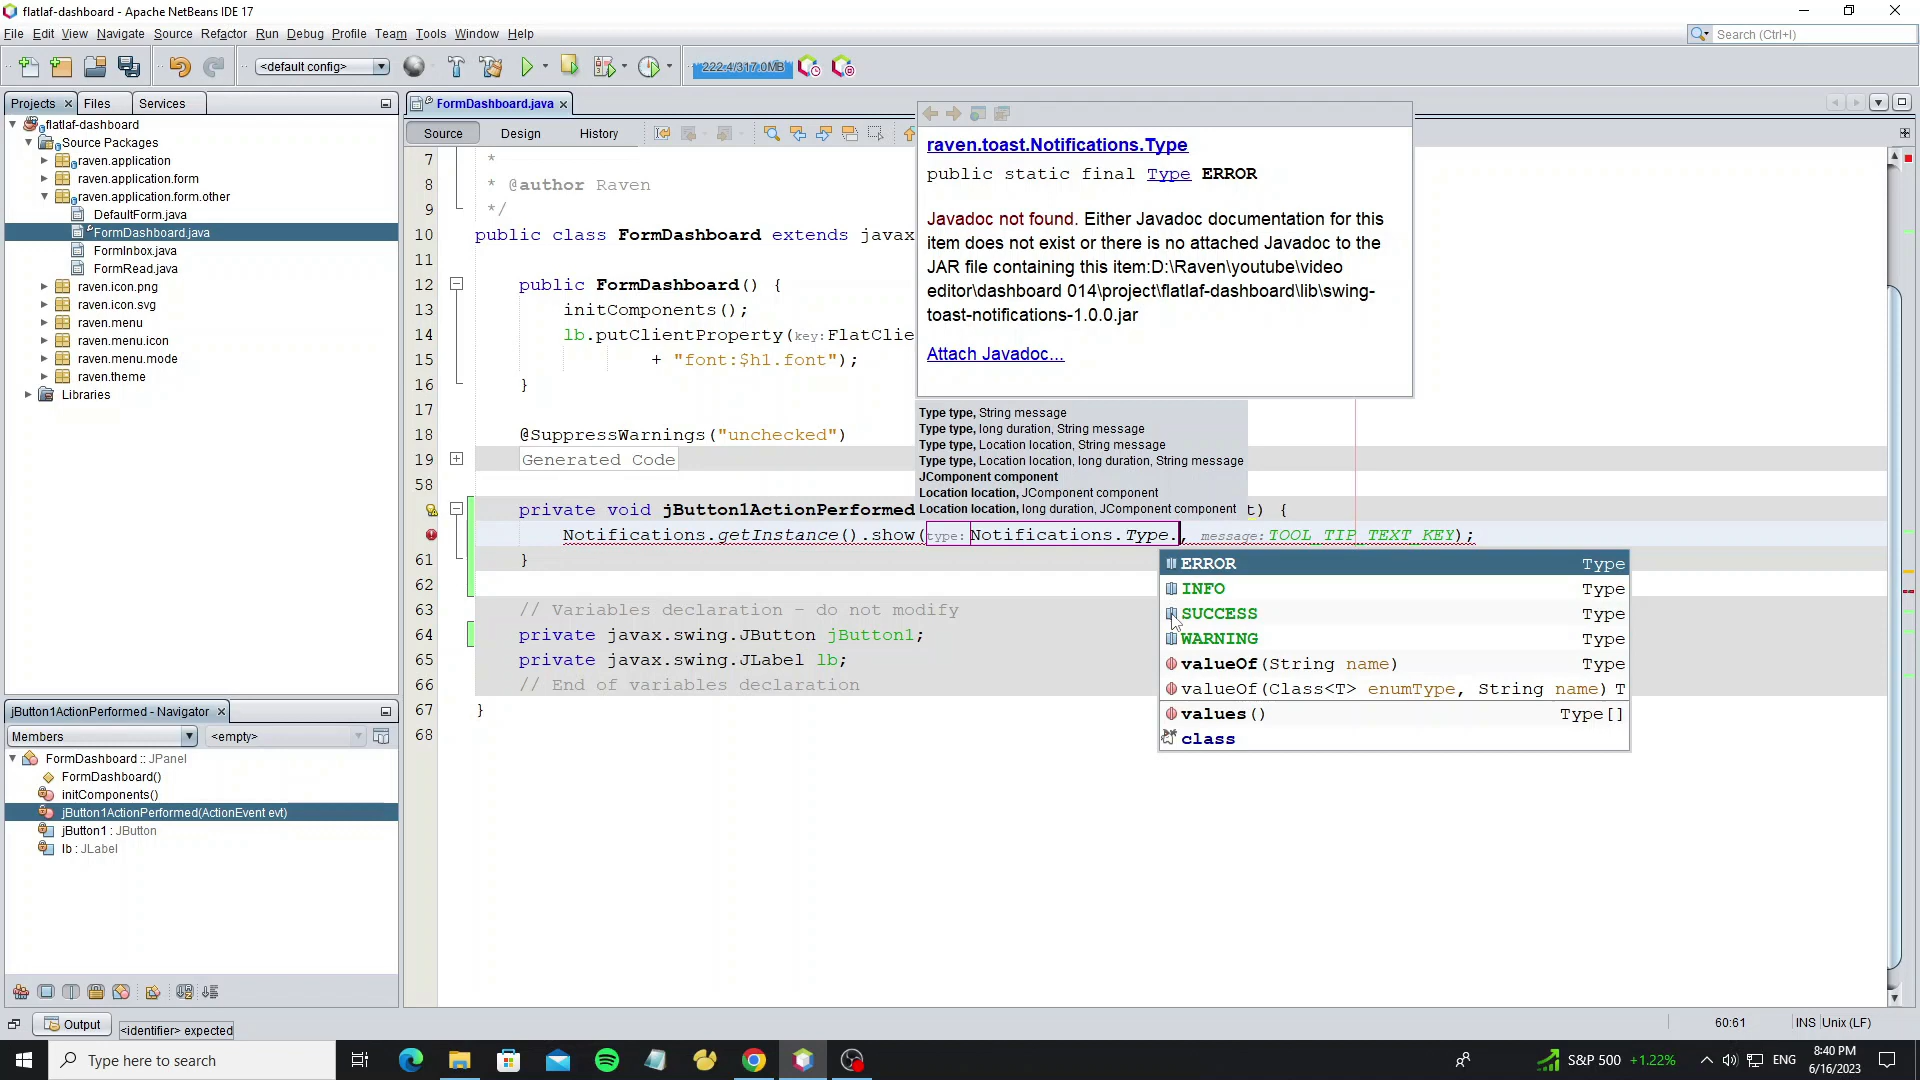 flatlaf-dashboard - Apache NetBeans IDE 17
File Edit View Navigate Source Refactor Run Debug Profile Team Tools Window Help
Search (Ctrl+I)
<default config>
222.4/317.0MB
Projects Files Services
FormDashboard.java
Source Design History
flatlaf-dashboard
Source Packages
raven.application
raven.application.form
raven.application.form.other
DefaultForm.java
FormDashboard.java
FormInbox.java
FormRead.java
raven.icon.png
raven.icon.svg
raven.menu
raven.menu.icon
raven.menu.mode
raven.theme
Libraries
7 *
8 * @author Raven
9 */
10 public class FormDashboard extends javax
11
12 public FormDashboard() {
13 initComponents();
14 lb.putClientProperty(key:FlatClie
15 + "font:$h1.font");
16 }
17
18 @SuppressWarnings("unchecked")
19 Generated Code
58
private void jButton1ActionPerformed t) {
Notifications.getInstance().show(type:Notifications.Type., message:TOOL_TIP_TEXT_KEY);
61 }
62
63 // Variables declaration - do not modify
64 private javax.swing.JButton jButton1;
65 private javax.swing.JLabel lb;
66 // End of variables declaration
67 }
68
raven.toast.Notifications.Type
public static final Type ERROR
Javadoc not found. Either Javadoc documentation for this
item does not exist or there is no attached Javadoc to the
JAR file containing this item:D:\Raven\youtube\video
editor\dashboard 014\project\flatlaf-dashboard\lib\swing-
toast-notifications-1.0.0.jar
Attach Javadoc...
Type type, String message
Type type, long duration, String message
Type type, Location location, String message
Type type, Location location, long duration, String message
JComponent component
Location location, JComponent component
Location location, long duration, JComponent component
ERROR Type
INFO Type
SUCCESS Type
WARNING Type
valueOf(String name) Type
valueOf(Class<T> enumType, String name) T
values() Type[]
class
jButton1ActionPerformed - Navigator
Members <empty>
FormDashboard :: JPanel
FormDashboard()
initComponents()
jButton1ActionPerformed(ActionEvent evt)
jButton1 : JButton
lb : JLabel
Output <identifier> expected
60:61 INS Unix (LF)
Type here to search
S&P 500 +1.22%
ENG
8:40 PM
6/16/2023